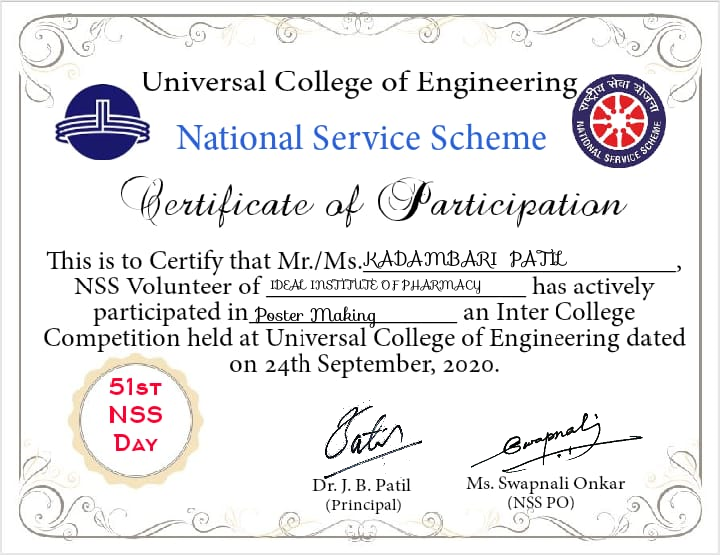 Universal College of Engineering
राष्ट्रीय सेवा योजना
NATIONAL SERVICE SCHEME
National Service Scheme
Certificate of Participation
This is to Certify that Mr./Ms. KADAMBARI PATIL,
NSS Volunteer of IDEAL INSTITUTE OF PHARMACY has actively
participated in Poster Making an Inter College
Competition held at Universal College of Engineering dated
on 24th September, 2020.
51ST
NSS
DAY
Patil
Swapnali
Dr. J. B. Patil
(Principal)
Ms. Swapnali Onkar
(NSS PO)